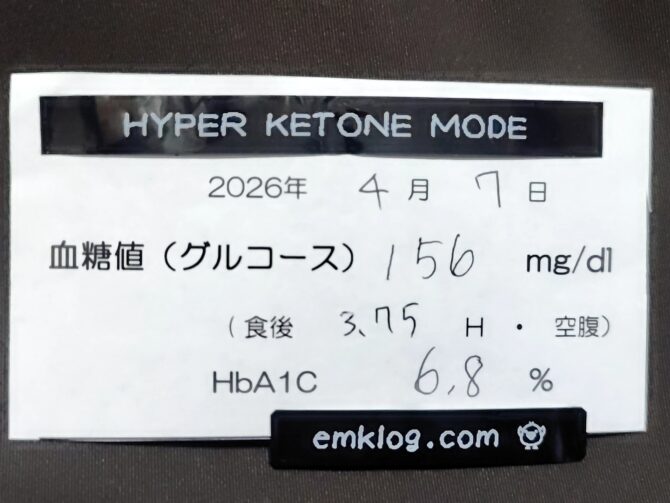 HYPER KETONE MODE
2026年 4月 7日
血糖値（グルコース）156 mg/dl
（食後 3.75 H ・ 空腹）
HbA1C 6.8 %
emklog.com